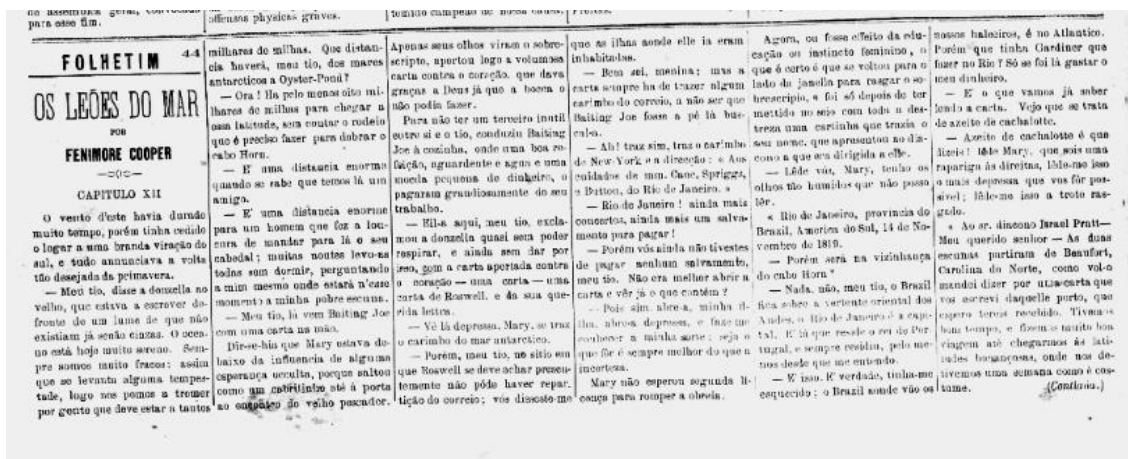 para esse fim.
offensas physicas graves.
FOLHETIM 44
OS LEÕES DO MAR
POR
FENIMORE COOPER
CAPITULO XII
O vento d'este havia durado
muito tempo, porém tinha cedido
o logar a uma branda viração do
sul, e tudo annunciava a volta
tão desejada da primavera.
— Meu tio, disse a donzella ao
velho, que estava a escrever de-
fronte de um lume de que não
existiam já senão cinzas. O ocea-
no está hoje muito sereno. Sem-
pre somos muito fracos: assim
que se levanta alguma tempes-
tade, logo nos pomos a tremer
por gente que deve estar a tantos
milhares de milhas. Que distan-
cia haverá, meu tio, dos mares
antarcticos a Oyster-Pond?
— Ora! Ha pelo menos oito mi-
lhares de milhas para chegar a
essa latitude, sem contar o rodeio
que é preciso fazer para dobrar o
cabo Horn.
— E' uma distancia enorme
quando se sabe que temos lá um
amigo.
— E' uma distancia enorme
para um homem que fez a lou-
cura de mandar para lá o seu
cabedal; muitas noutes levo-as
todas sem dormir, perguntando
a mim mesmo onde estará n'esse
momento a minha pobre escuna.
— Meu tio, lá vem Baiting Joe
com uma carta na mão.
Dir-se-hia que Mary estava de-
baixo da influencia de alguma
esperança occulta, porque saltou
como um cabritinho até á porta
ao encontro do velho pescador.
Apenas seus olhos viram o sobre-
scripto, apertou logo a volumosa
carta contra o coração, que dava
graças a Deus já que a bocca o
não podia fazer.
Para não ter um terceiro inutil
entre si e o tio, conduziu Baiting
Joe á cozinha, onde uma boa re-
feição, aguardente e agua e uma
moeda pequena de dinheiro, o
pagaram grandiosamente do seu
trabalho.
— Eil-a aqui, meu tio, excla-
mou a donzella quasi sem poder
respirar, e ainda sem dar por
isso, com a carta apertada contra
o coração — uma carta — uma
carta de Roswell, e da sua que-
rida letra.
— Vê lá depressa, Mary, se traz
o carimbo do mar antarctico.
— Porém, meu tio, no sitio em
que Roswell se deve achar presen-
temente não póde haver repar-
tição do correio; vós dissestes-me
que as ilhas aonde elle ia eram
inhabitadas.
— Bem sei, menina; mas a
carta sempre ha de trazer algum
carimbo do correio, a não ser que
Baiting Joe fosse a pé lá bus-
cal-a.
— Ah! traz sim, traz o carimbo
de New-York e a direcção: « Aos
cuidados de mm. Cane, Spriggs,
e Button, do Rio de Janeiro. »
— Rio de Janeiro! ainda mais
concertos, ainda mais um salva-
mento para pagar!
— Porém vós ainda não tivestes
de pagar nenhum salvamento,
meu tio. Não era melhor abrir a
carta e vêr já o que contém?
— Pois sim, abre-a, minha fi-
lha, abre-a depressa, e faze-me
conhecer a minha sorte; seja o
que fôr é sempre melhor do que a
incerteza.
Mary não esperou segunda li-
cença para romper a obreia.
Agora, ou fosse effeito da edu-
cação ou instincto feminino, o
que é certo é que se voltou para o
lado da janella para rasgar o so-
brescripto, e foi só depois de ter
mettido no seio com toda a des-
treza uma cartinha que trazia o
seu nome, que apresentou ao dia-
cono a que era dirigida a elle.
— Lêde vós, Mary, tenho os
olhos tão humidos que não posso
lêr.
« Rio de Janeiro, provincia do
Brazil, America do Sul, 14 de No-
vembro de 1819.
— Porém será na vizinhança
do cabo Horn"
— Nada, não, meu tio, o Brazil
fica sobre a vertente oriental dos
Andes, e Rio de Janeiro é a capi-
tal. E' lá que reside o rei de Por-
tugal, e sempre residiu, pelo me-
nos desde que me entendo.
— E' isso. E' verdade, tinha-me
esquecido; o Brazil aonde vão os
nossos baleeiros, é no Atlantico.
Porém que tinha Gardiner que
fazer no Rio? Só se foi lá gastar o
meu dinheiro.
— E' o que vamos já saber
lendo a carta. Vejo que se trata
de azeite de cachalotte.
— Azeite de cachalotte é que
dizeis! lêde Mary, que sois uma
rapariga ás direitas, lêde-me isso
o mais depressa que vos fôr pos-
sivel; lêde-me isso a troto ras-
gado.
« Ao sr. diacono Israel Pratt—
Meu querido senhor — As duas
escunas partiram de Beaufort,
Carolina do Norte, como vol-o
mandei dizer por uma carta que
vos escrevi daquelle porto, que
espero tereis recebido. Tivemos
bom tempo, e fizemos muito boa
viagem até chegarmos ás lati-
tudes bonançosas, onde nos de-
tivemos uma semana como é cos-
tume. (Continúa.)